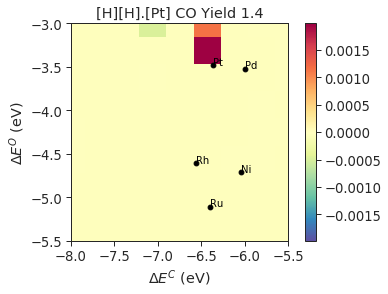 [H][H].[Pt] CO Yield 1.4
−3.0
−3.5
−4.0
−4.5
−5.0
−5.5
ΔE^O (eV)
Pt
Pd
Rh
Ni
Ru
−8.0 −7.5 −7.0 −6.5 −6.0 −5.5
ΔE^C (eV)
0.0015
0.0010
0.0005
0.0000
−0.0005
−0.0010
−0.0015